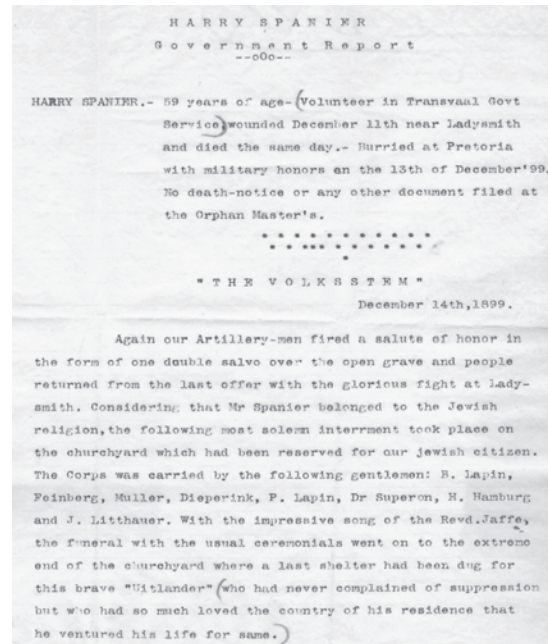 HARRY SPANIER
Government Report
--oOo--
HARRY SPANIER.- 59 years of age-(Volunteer in Transvaal Govt
Service)wounded December 11th near Ladysmith
and died the same day.- Burried at Pretoria
with military honors on the 13th of December'99.
No death-notice or any other document filed at
the Orphan Master's.
"THE VOLKSSTEM"
December 14th,1899.
Again our Artillery-men fired a salute of honor in
the form of one double salvo over the open grave and people
returned from the last offer with the glorious fight at Lady-
smith. Considering that Mr Spanier belonged to the Jewish
religion,the following most solemn interrment took place on
the churchyard which had been reserved for our jewish citizen.
The Corps was carried by the following gentlemen: B. Lapin,
Feinberg, Muller, Dieperink, P. Lapin, Dr Superon, H. Hamburg
and J. Litthauer. With the impressive song of the Revd.Jaffe,
the funeral with the usual ceremonials went on to the extreme
end of the churchyard where a last shelter had been dug for
this brave "Uitlander"(who had never complained of suppression
but who had so much loved the country of his residence that
he ventured his life for same.)